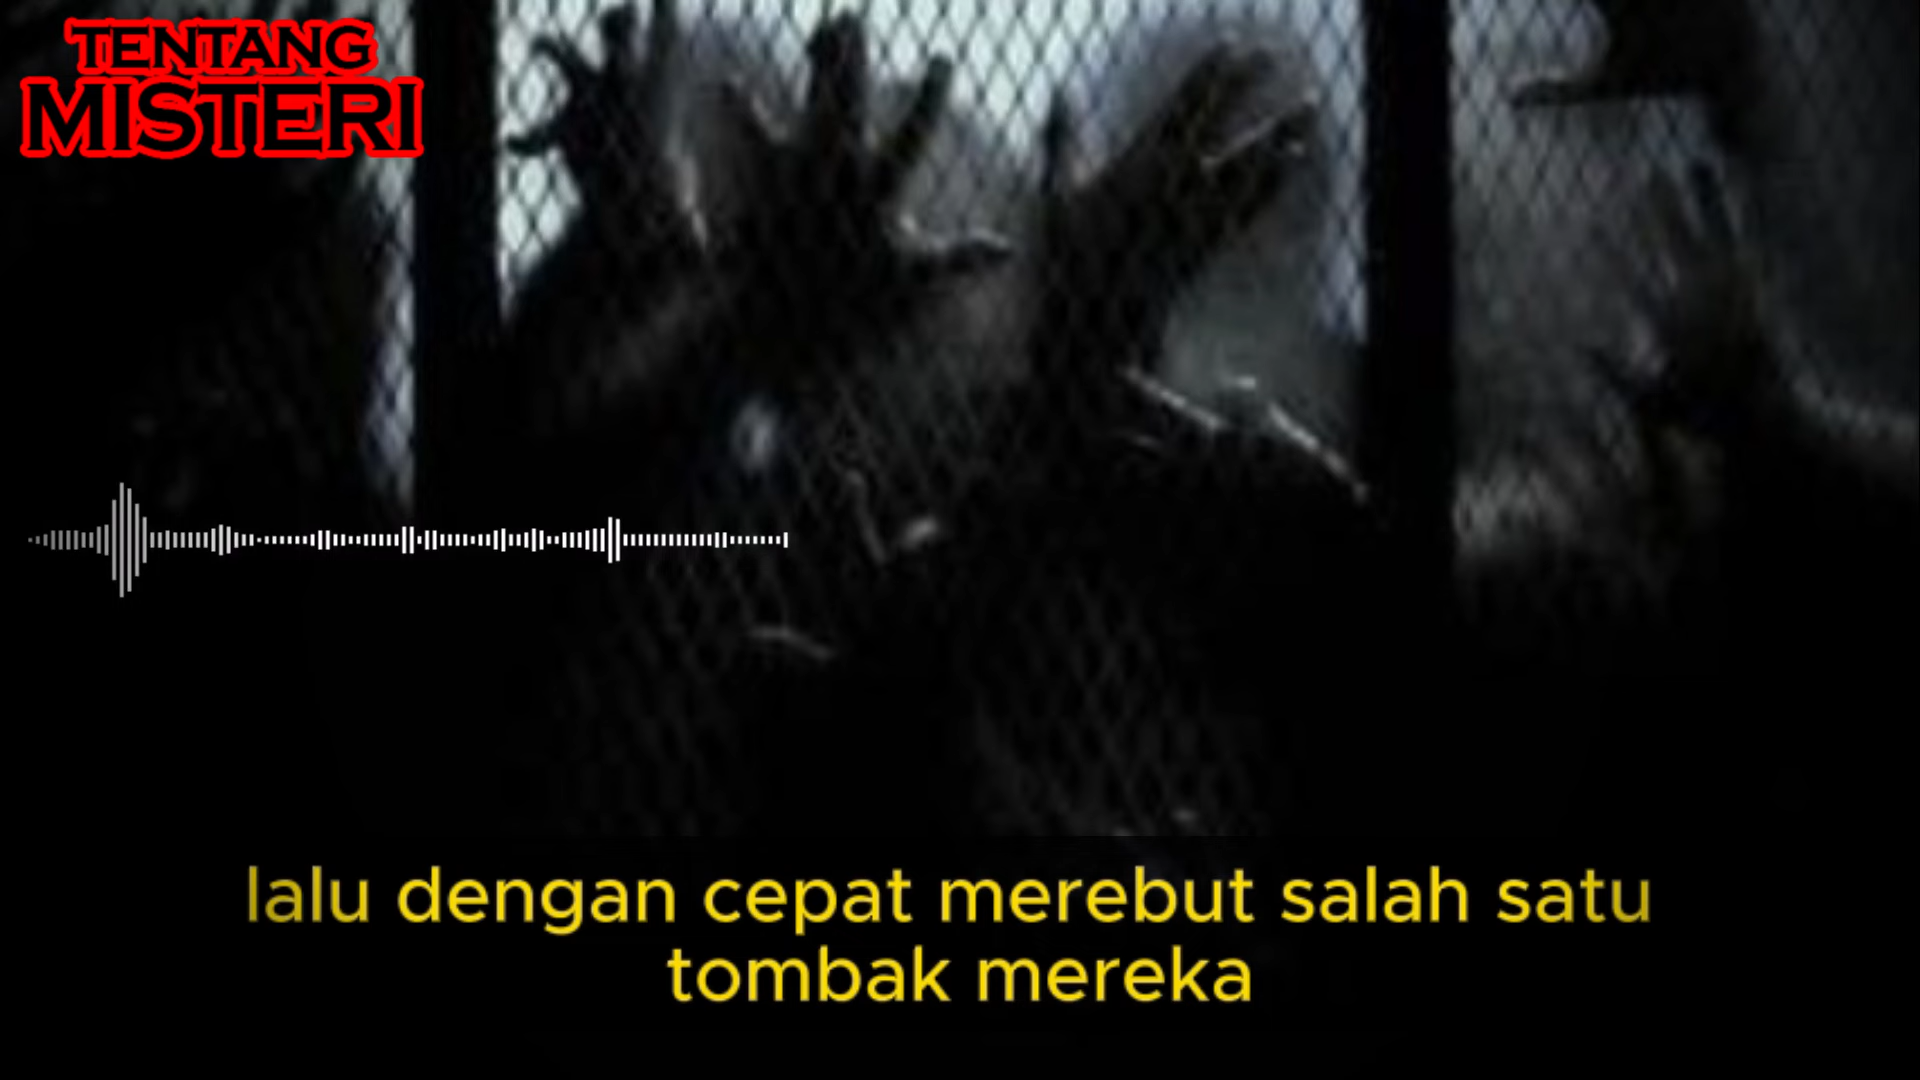 TENTANG
MISTERI
lalu dengan cepat merebut salah satu
tombak mereka